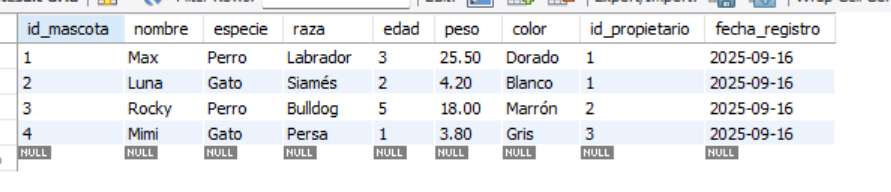 id_mascota nombre especie raza edad peso color id_propietario fecha_registro
1 Max Perro Labrador 3 25.50 Dorado 1 2025-09-16
2 Luna Gato Siamés 2 4.20 Blanco 1 2025-09-16
3 Rocky Perro Bulldog 5 18.00 Marrón 2 2025-09-16
4 Mimi Gato Persa 1 3.80 Gris 3 2025-09-16
NULL NULL NULL NULL NULL NULL NULL NULL NULL